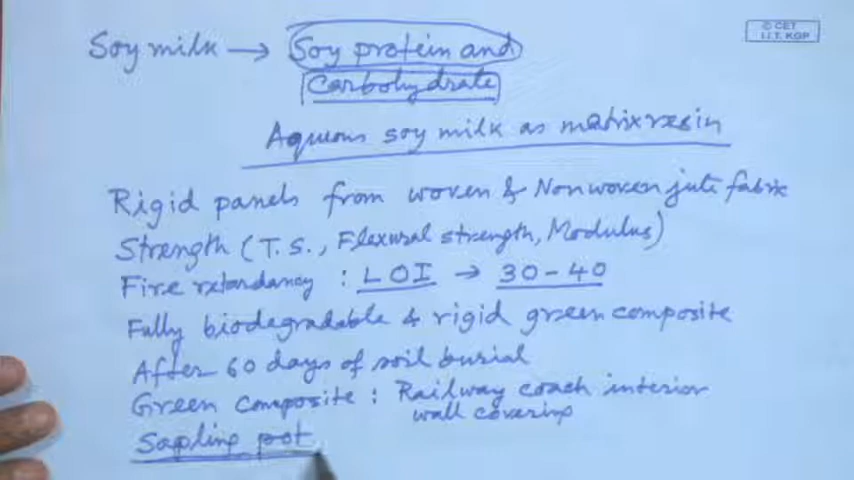 © CET
I.I.T. KGP
Soy milk → Soy protein and
Carbohydrate
Aqueous soy milk as matrix resin
Rigid panels from woven & Nonwoven jute fabric
Strength (T.S., Flexural strength, Modulus)
Fire retardancy : LOI → 30-40
Fully biodegradable & rigid green composite
After 60 days of soil burial
Green composite : Railway coach interior
wall covering
Sapling pot